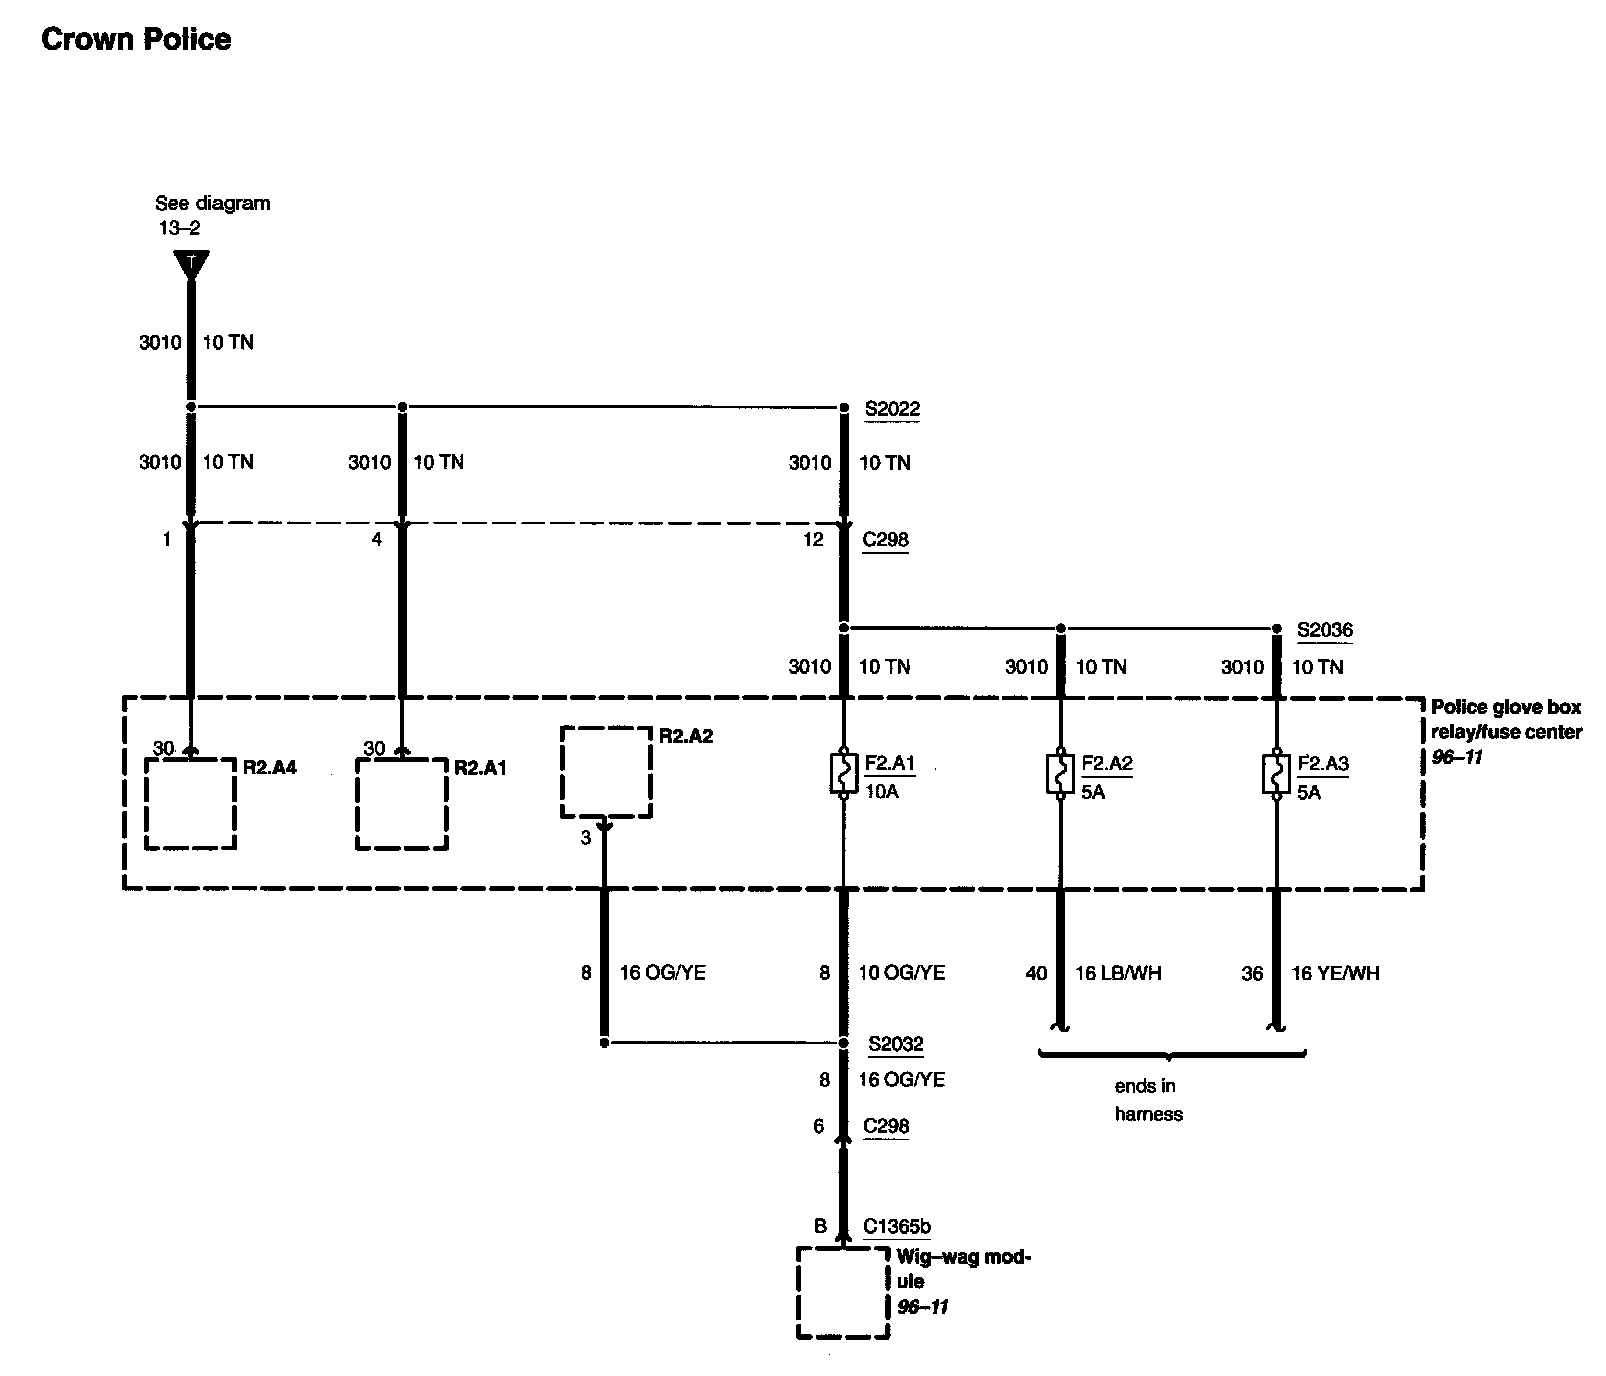 Crown Police
See diagram
13–2
T
3010 10 TN
S2022
3010 10 TN 3010 10 TN 3010 10 TN
1 4 12 C298
S2036
3010 10 TN 3010 10 TN 3010 10 TN
Police glove box
relay/fuse center
96–11
30 R2.A4 30 R2.A1 R2.A2 F2.A1 F2.A2 F2.A3
10A 5A 5A
3
8 16 OG/YE 8 10 OG/YE 40 16 LB/WH 36 16 YE/WH
S2032
8 16 OG/YE
ends in
harness
6 C298
B C1365b
Wig–wag mod-
ule
96–11